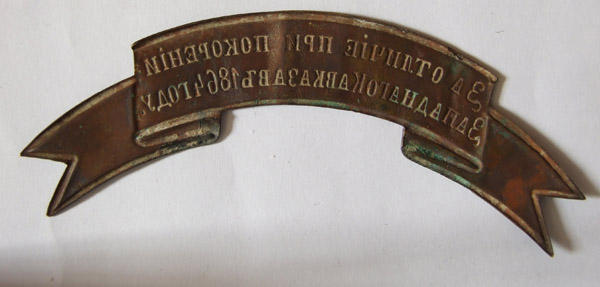 За отличіе при покореніи
Западнаго Кавказа въ 1864 году.